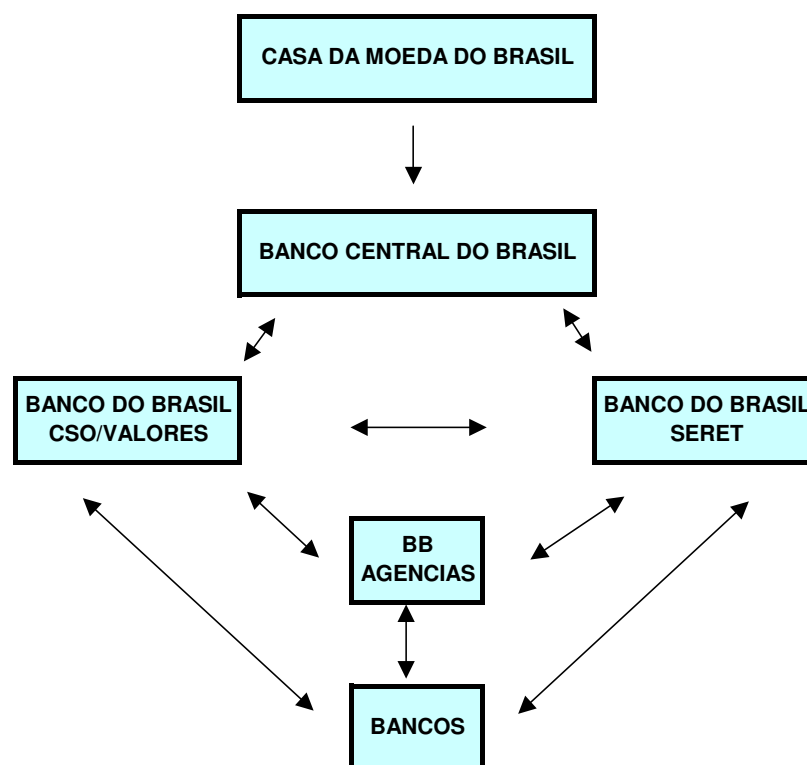 CASA DA MOEDA DO BRASIL
BANCO CENTRAL DO BRASIL
BANCO DO BRASIL
CSO/VALORES
BANCO DO BRASIL
SERET
BB
AGENCIAS
BANCOS